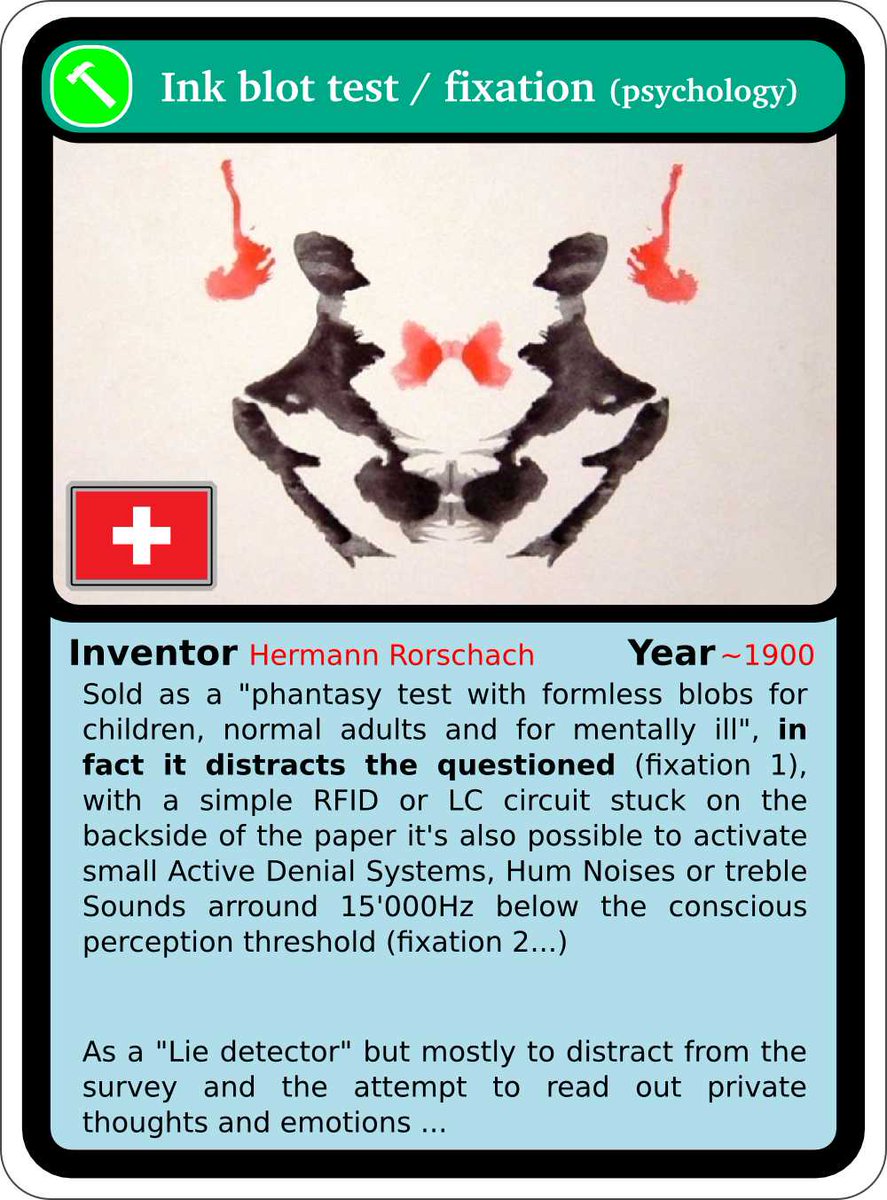 Ink blot test / fixation (psychology)
Inventor Hermann Rorschach Year ~1900
Sold as a "phantasy test with formless blobs for
children, normal adults and for mentally ill", in
fact it distracts the questioned (fixation 1),
with a simple RFID or LC circuit stuck on the
backside of the paper it's also possible to activate
small Active Denial Systems, Hum Noises or treble
Sounds arround 15'000Hz below the conscious
perception threshold (fixation 2...)
As a "Lie detector" but mostly to distract from the
survey and the attempt to read out private
thoughts and emotions ...